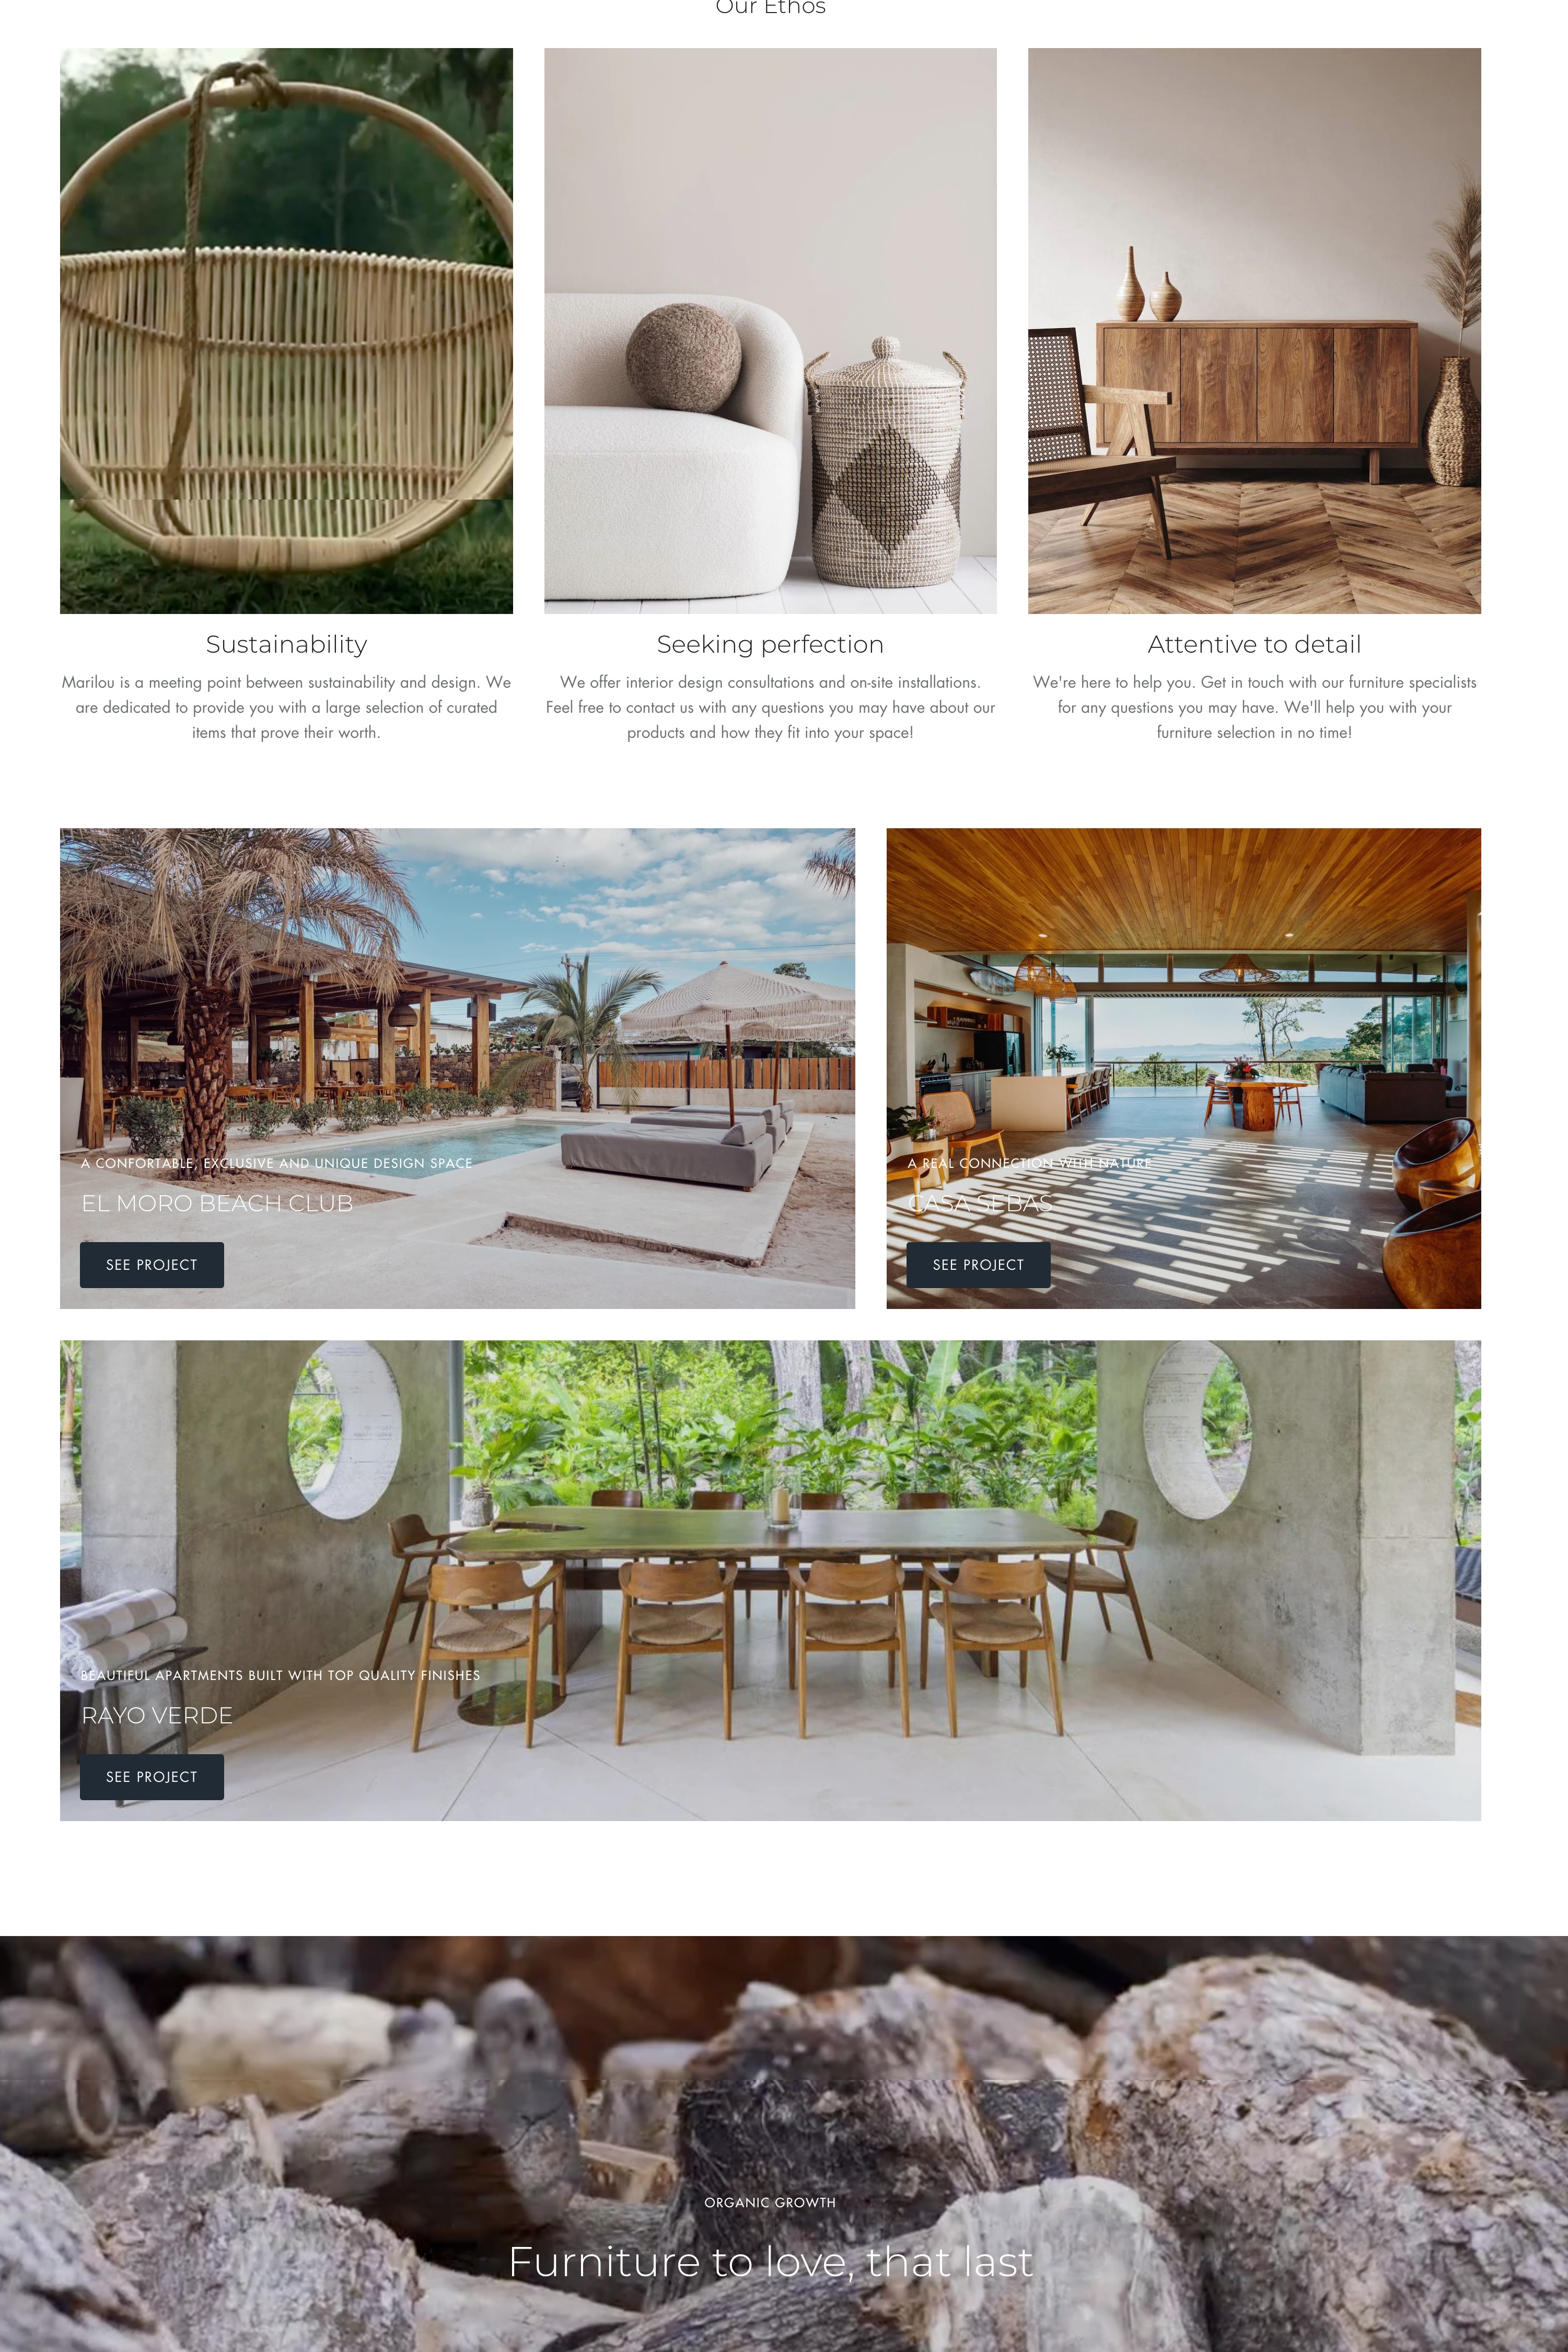 Our Ethos
Sustainability
Marilou is a meeting point between sustainability and design. We
are dedicated to provide you with a large selection of curated
items that prove their worth.
Seeking perfection
We offer interior design consultations and on-site installations.
Feel free to contact us with any questions you may have about our
products and how they fit into your space!
Attentive to detail
We're here to help you. Get in touch with our furniture specialists
for any questions you may have. We'll help you with your
furniture selection in no time!
A CONFORTABLE, EXCLUSIVE AND UNIQUE DESIGN SPACE
EL MORO BEACH CLUB
SEE PROJECT
A REAL CONNECTION WITH NATURE
CASA SEBAS
SEE PROJECT
BEAUTIFUL APARTMENTS BUILT WITH TOP QUALITY FINISHES
RAYO VERDE
SEE PROJECT
ORGANIC GROWTH
Furniture to love, that last